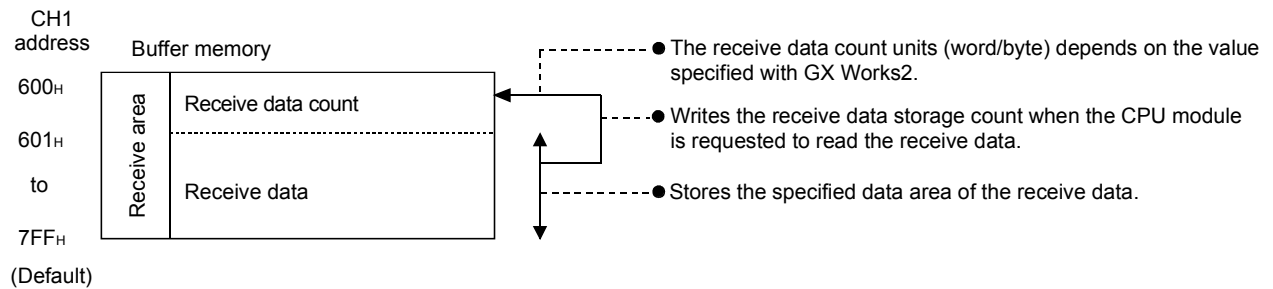 CH1
address
Buffer memory
600H
601H
to
7FFH
(Default)
Receive area
Receive data count
Receive data
● The receive data count units (word/byte) depends on the value
specified with GX Works2.
● Writes the receive data storage count when the CPU module
is requested to read the receive data.
● Stores the specified data area of the receive data.